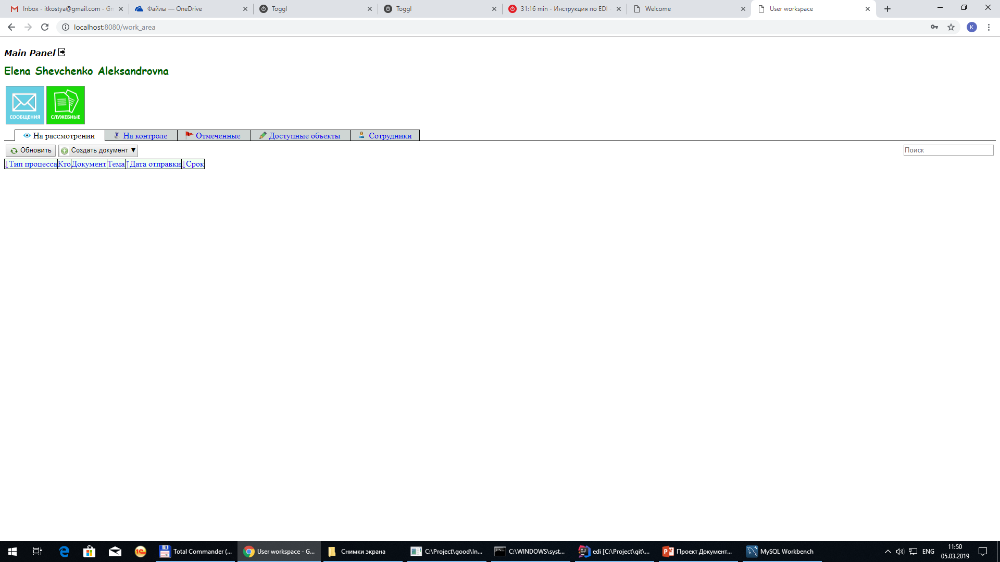 Inbox - itkostya@gmail.com - Gm
Файлы — OneDrive
Toggl
Toggl
31:16 min - Инструкция по EDI -
Welcome
User workspace
localhost:8080/work_area
K
Main Panel
Elena Shevchenko Aleksandrovna
СООБЩЕНИЯ
СЛУЖЕБНЫЕ
На рассмотрении
На контроле
Отмеченные
Доступные объекты
Сотрудники
Обновить
Создать документ ▼
Поиск
↓Тип процесса
Кто
Документ
Тема
↑Дата отправки
↓Срок
Total Commander (...
User workspace - G...
Снимки экрана
C:\Project\good\In...
C:\WINDOWS\syst...
edi [C:\Project\git\...
Проект Документ...
MySQL Workbench
ENG
11:50
05.03.2019